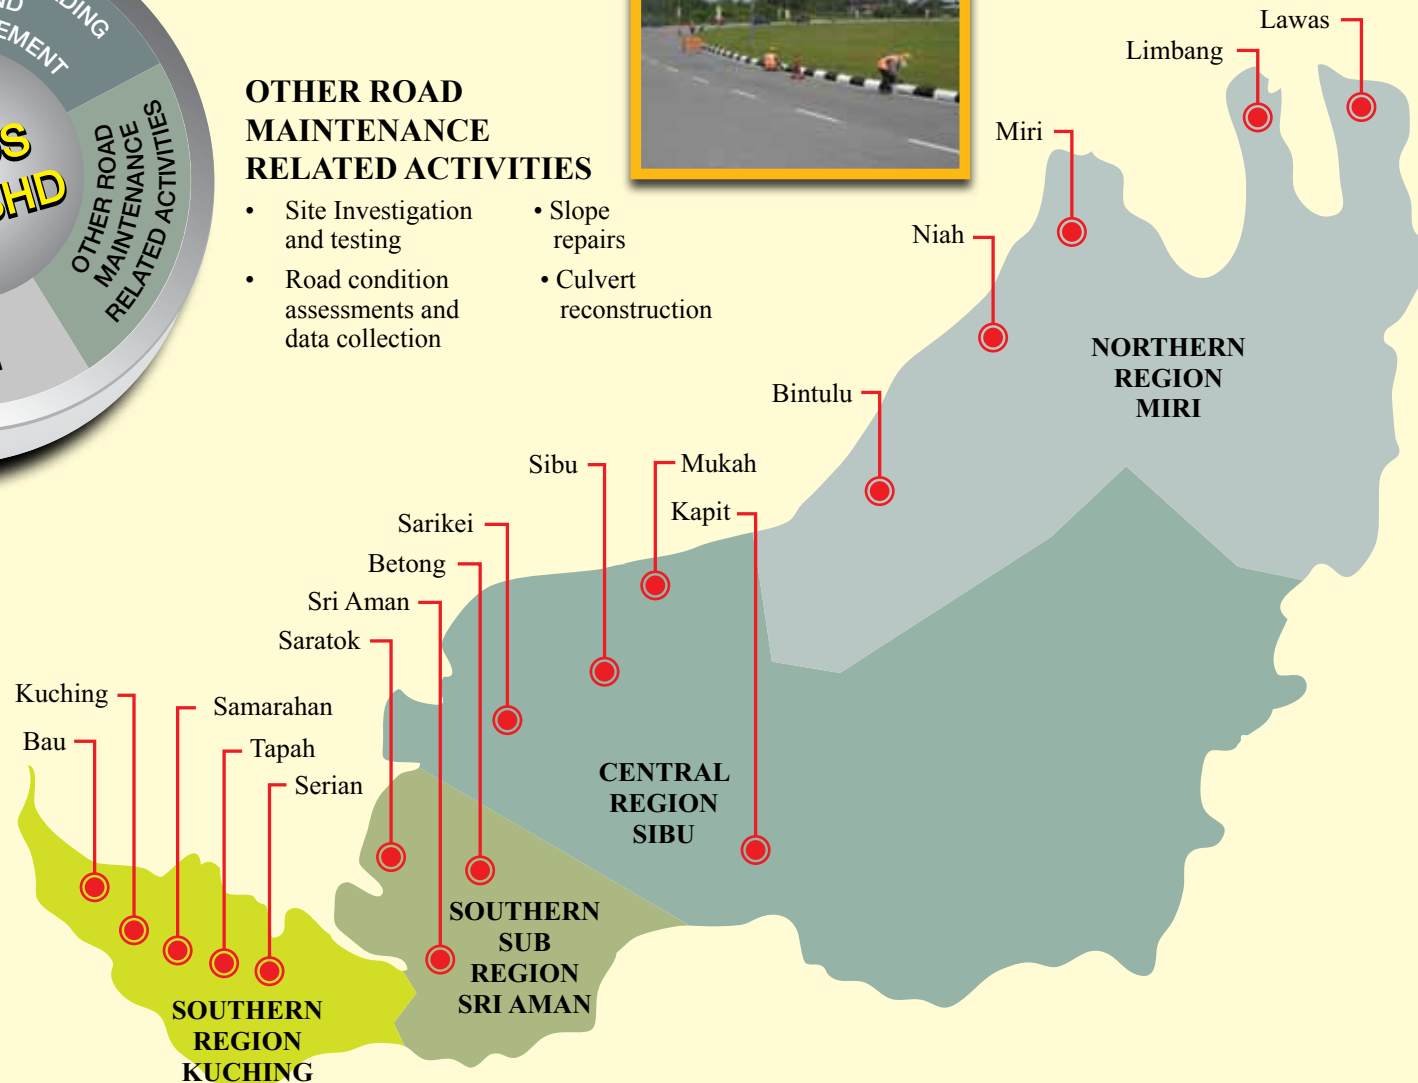 EMENT
S
BHD
OTHER ROAD
MAINTENANCE
RELATED ACTIVITIES
OTHER ROAD
MAINTENANCE
RELATED ACTIVITIES
• Site Investigation
and testing
• Road condition
assessments and
data collection
• Slope
repairs
• Culvert
reconstruction
Lawas
Limbang
Miri
Niah
NORTHERN
REGION
MIRI
Bintulu
Sibu
Mukah
Kapit
Sarikei
Betong
Sri Aman
Saratok
Kuching
Samarahan
Bau
Tapah
Serian
CENTRAL
REGION
SIBU
SOUTHERN
SUB
REGION
SRI AMAN
SOUTHERN
REGION
KUCHING